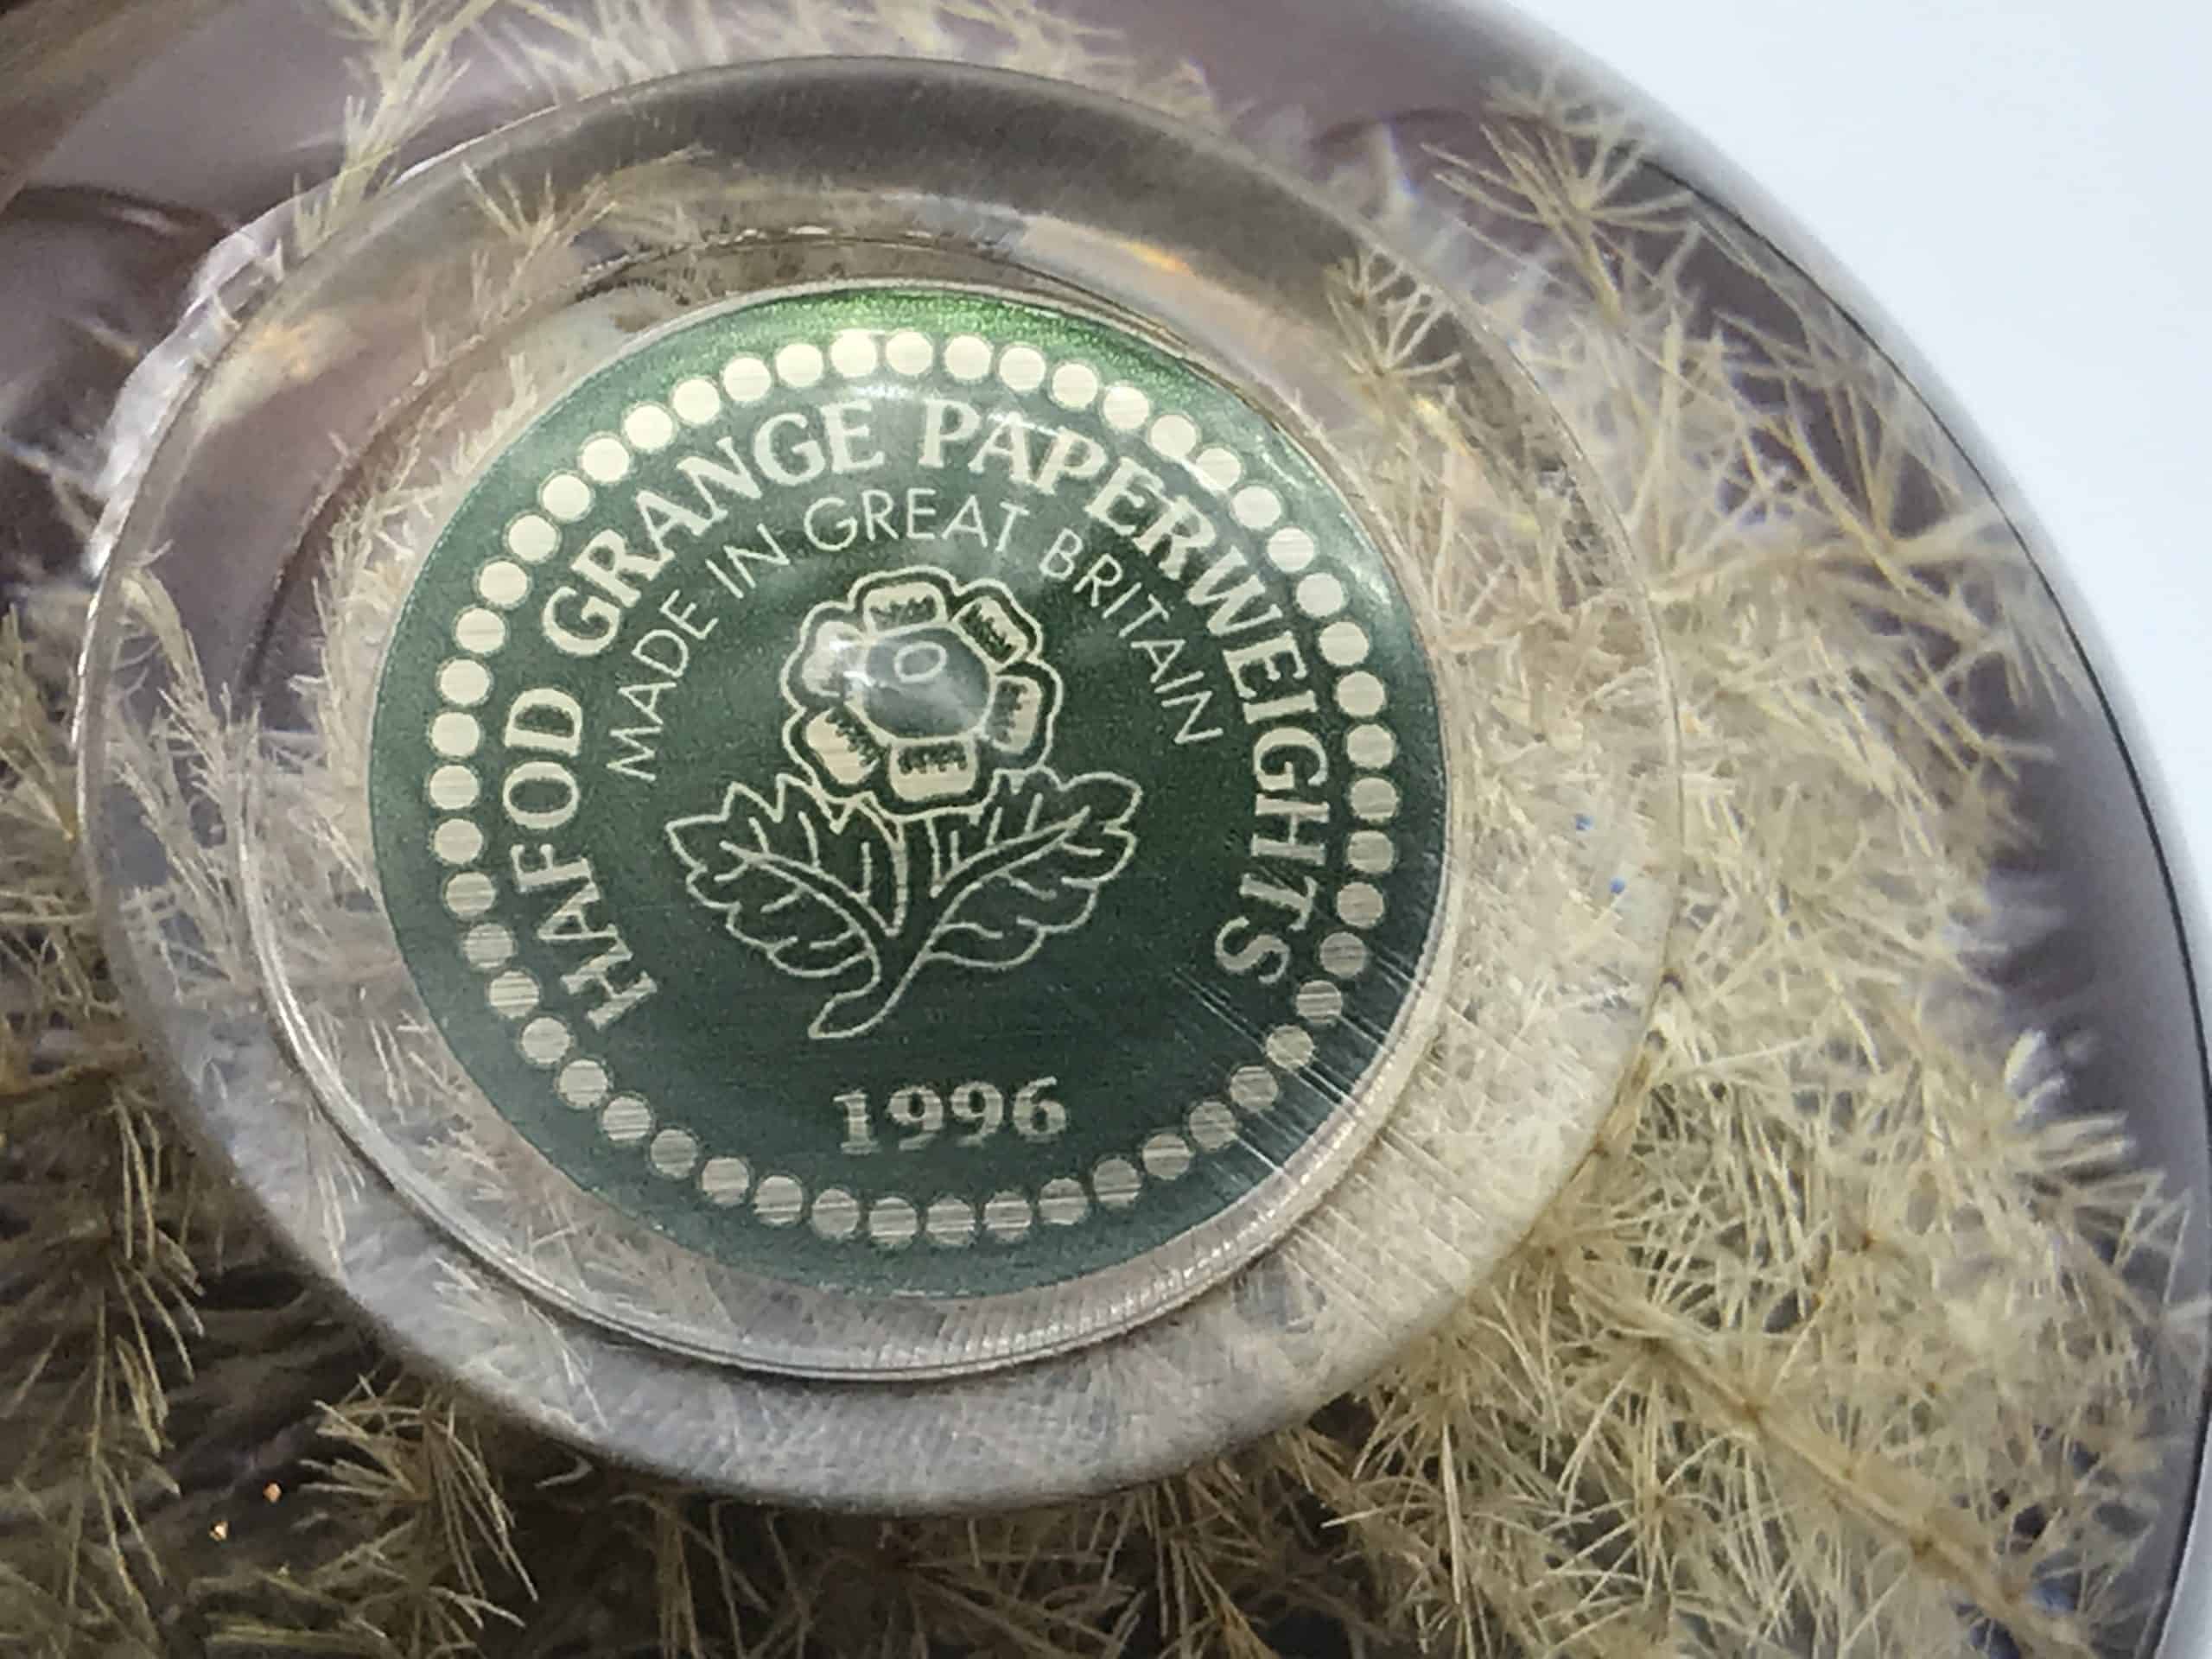 HAFOD GRANGE PAPERWEIGHTS
MADE IN GREAT BRITAIN
1996